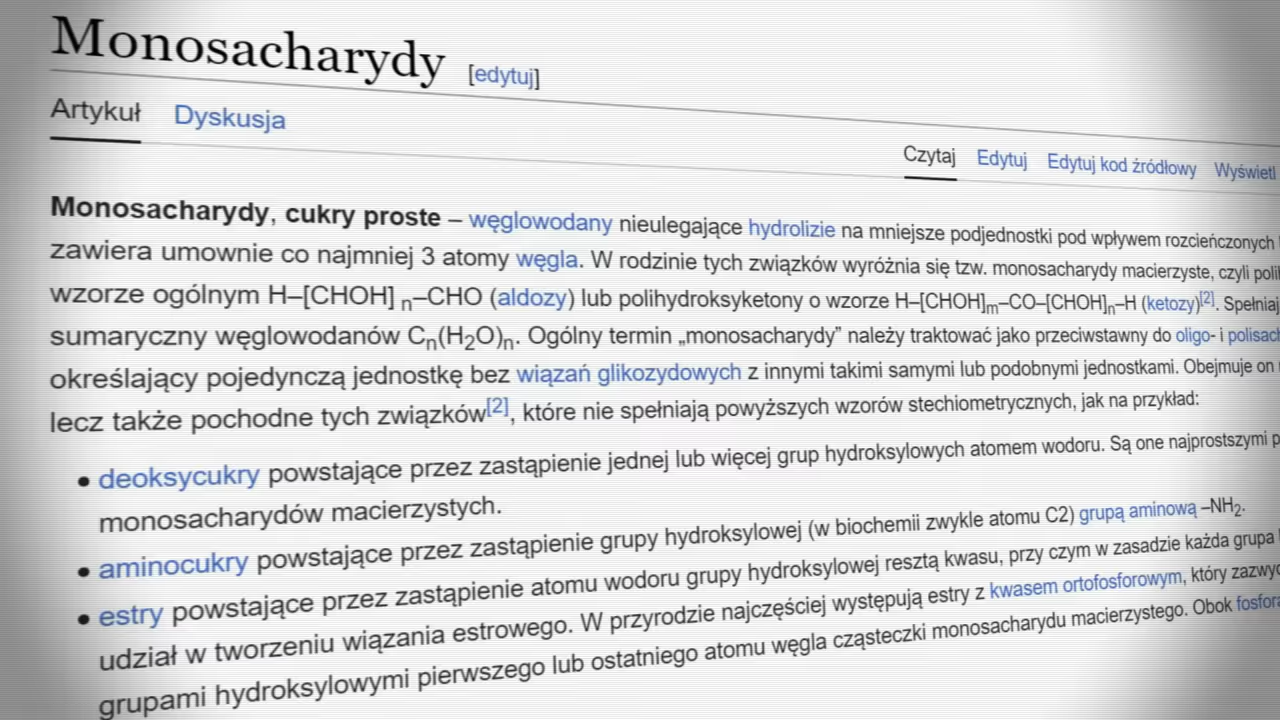 Monosacharydy [edytuj]
Artykuł Dyskusja
Czytaj Edytuj Edytuj kod źródłowy Wyświetl
Monosacharydy, cukry proste – węglowodany nieulegające hydrolizie na mniejsze podjednostki pod wpływem rozcieńczonych
zawiera umownie co najmniej 3 atomy węgla. W rodzinie tych związków wyróżnia się tzw. monosacharydy macierzyste, czyli
wzorze ogólnym H–[CHOH] n–CHO (aldozy) lub polihydroksyketony o wzorze H–[CHOH]m–CO–[CHOH]n–H (ketozy)[2].
sumaryczny węglowodanów Cn(H2O)n. Ogólny termin „monosacharydy” należy traktować jako przeciwstawny do oligo- i
określający pojedynczą jednostkę bez wiązań glikozydowych z innymi takimi samymi lub podobnymi jednostkami. Obejmuje on
lecz także pochodne tych związków[2], które nie spełniają powyższych wzorów stechiometrycznych, jak na przykład:
• deoksycukry powstające przez zastąpienie jednej lub więcej grup hydroksylowych atomem wodoru. Są one najprostszymi
monosacharydów macierzystych.
• aminocukry powstające przez zastąpienie grupy hydroksylowej (w biochemii zwykle atomu C2) grupą aminową –NH2.
• estry powstające przez zastąpienie atomu wodoru grupy hydroksylowej resztą kwasu, przy czym w zasadzie każda grupa
udział w tworzeniu wiązania estrowego. W przyrodzie najczęściej występują estry z kwasem ortofosforowym, który
grupami hydroksylowymi pierwszego lub ostatniego atomu węgla cząsteczki monosacharydu macierzystego. Obok